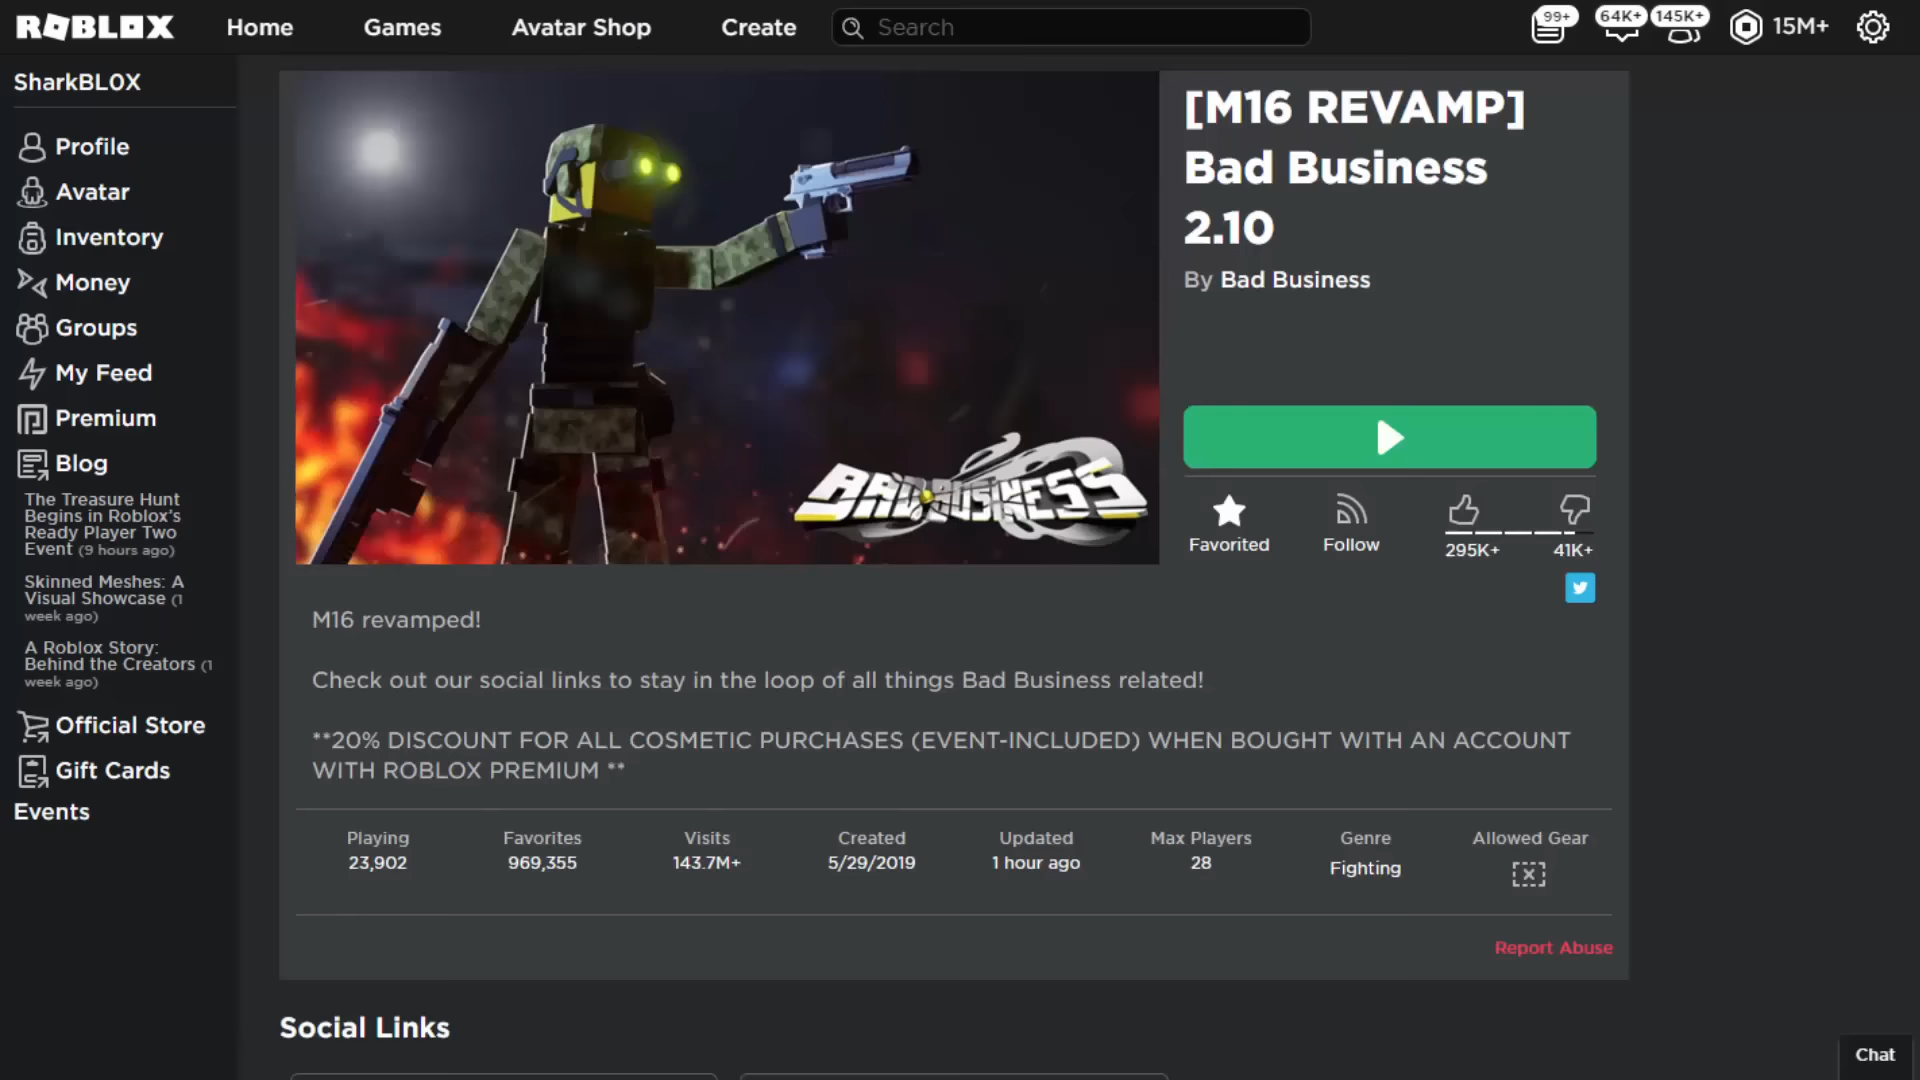 ROBLOX
Home
Games
Avatar Shop
Create
Search
99+
64K+
145K+
15M+
SharkBL0X
Profile
Avatar
Inventory
Money
Groups
My Feed
Premium
Blog
The Treasure Hunt
Begins in Roblox's
Ready Player Two
Event (9 hours ago)
Skinned Meshes: A
Visual Showcase (1
week ago)
A Roblox Story:
Behind the Creators (1
week ago)
Official Store
Gift Cards
Events
BAD BUSINESS
[M16 REVAMP]
Bad Business
2.10
By Bad Business
Favorited
Follow
295K+
41K+
M16 revamped!
Check out our social links to stay in the loop of all things Bad Business related!
**20% DISCOUNT FOR ALL COSMETIC PURCHASES (EVENT-INCLUDED) WHEN BOUGHT WITH AN ACCOUNT
WITH ROBLOX PREMIUM **
Playing
23,902
Favorites
969,355
Visits
143.7M+
Created
5/29/2019
Updated
1 hour ago
Max Players
28
Genre
Fighting
Allowed Gear
Report Abuse
Social Links
Chat